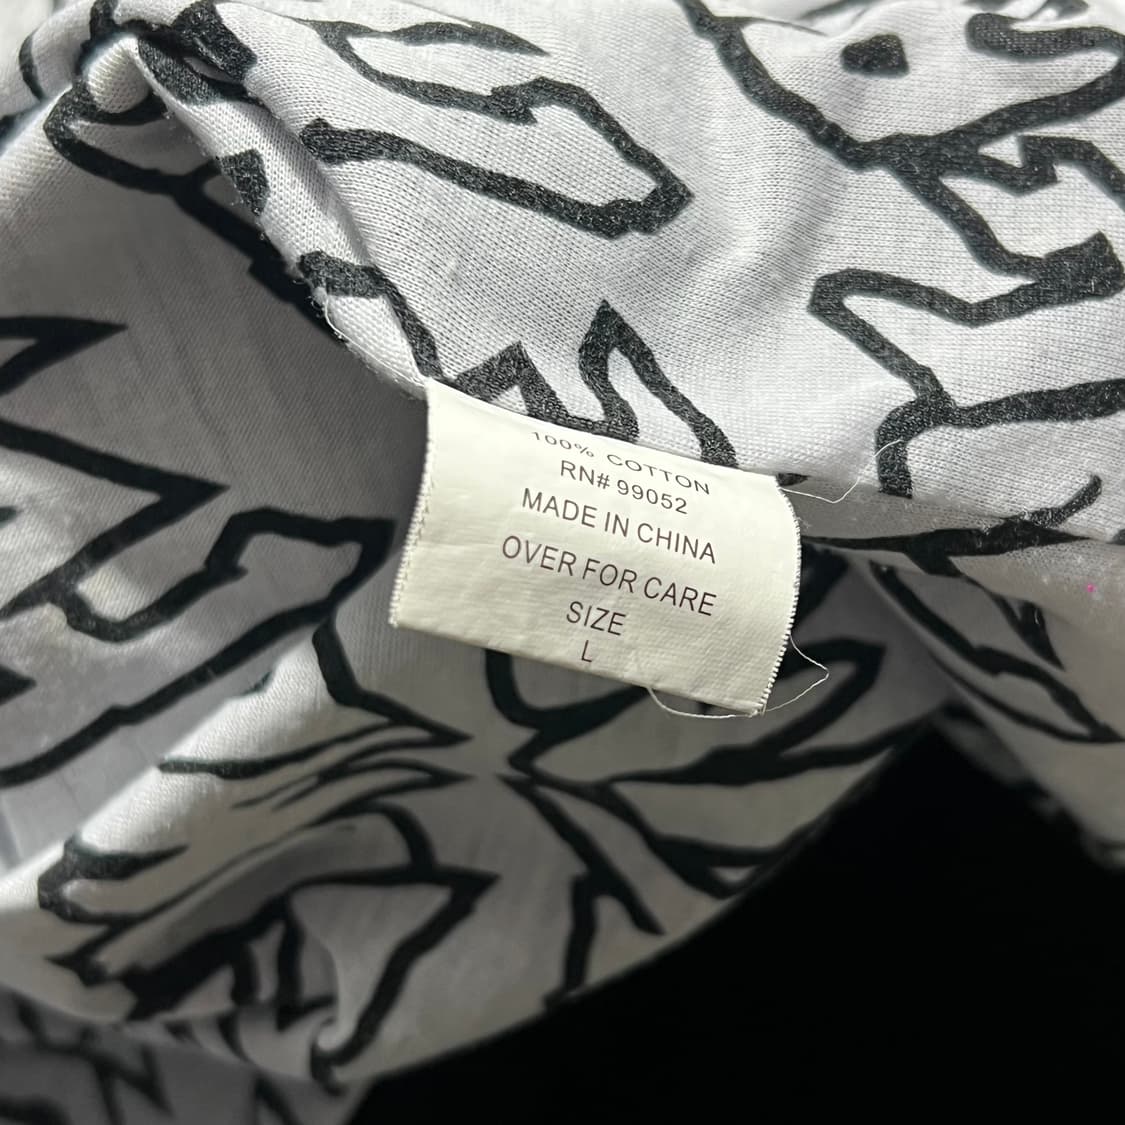 100% COTTON
RN# 99052
MADE IN CHINA
OVER FOR CARE
SIZE
L